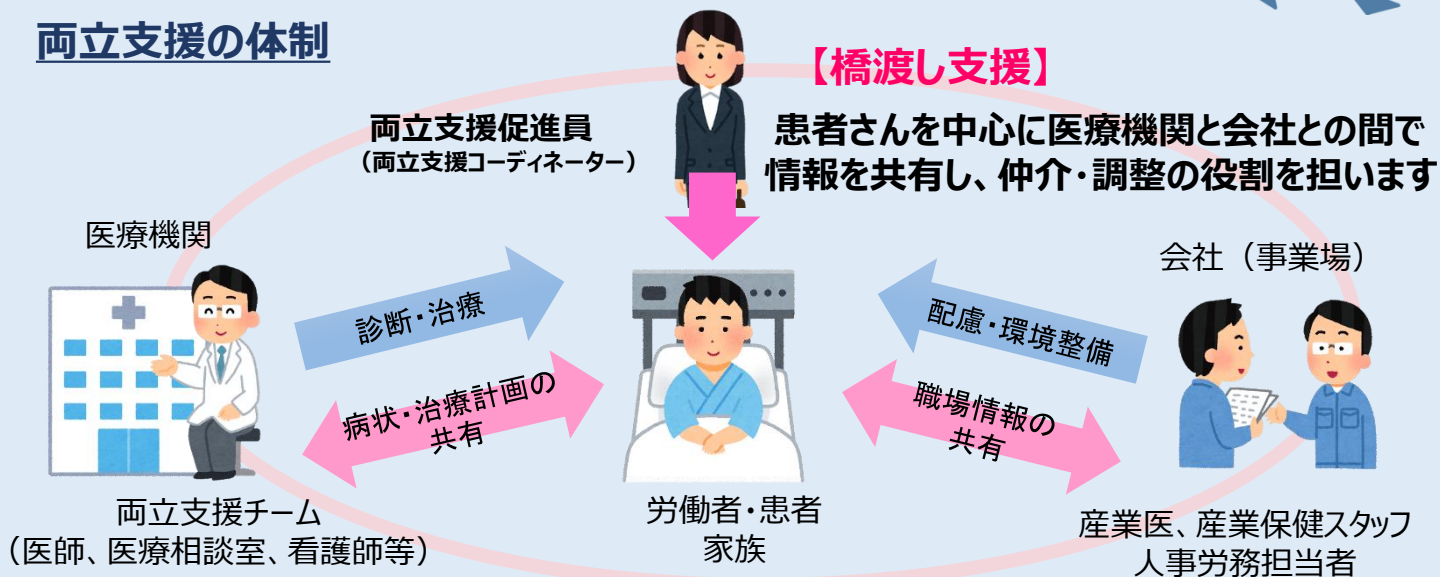 両立支援の体制
【橋渡し支援】
両立支援促進員
（両立支援コーディネーター）
患者さんを中心に医療機関と会社との間で
情報を共有し、仲介・調整の役割を担います
医療機関
会社（事業場）
診断・治療
配慮・環境整備
病状・治療計画の
共有
職場情報の
共有
両立支援チーム
（医師、医療相談室、看護師等）
労働者・患者
家族
産業医、産業保健スタッフ
人事労務担当者